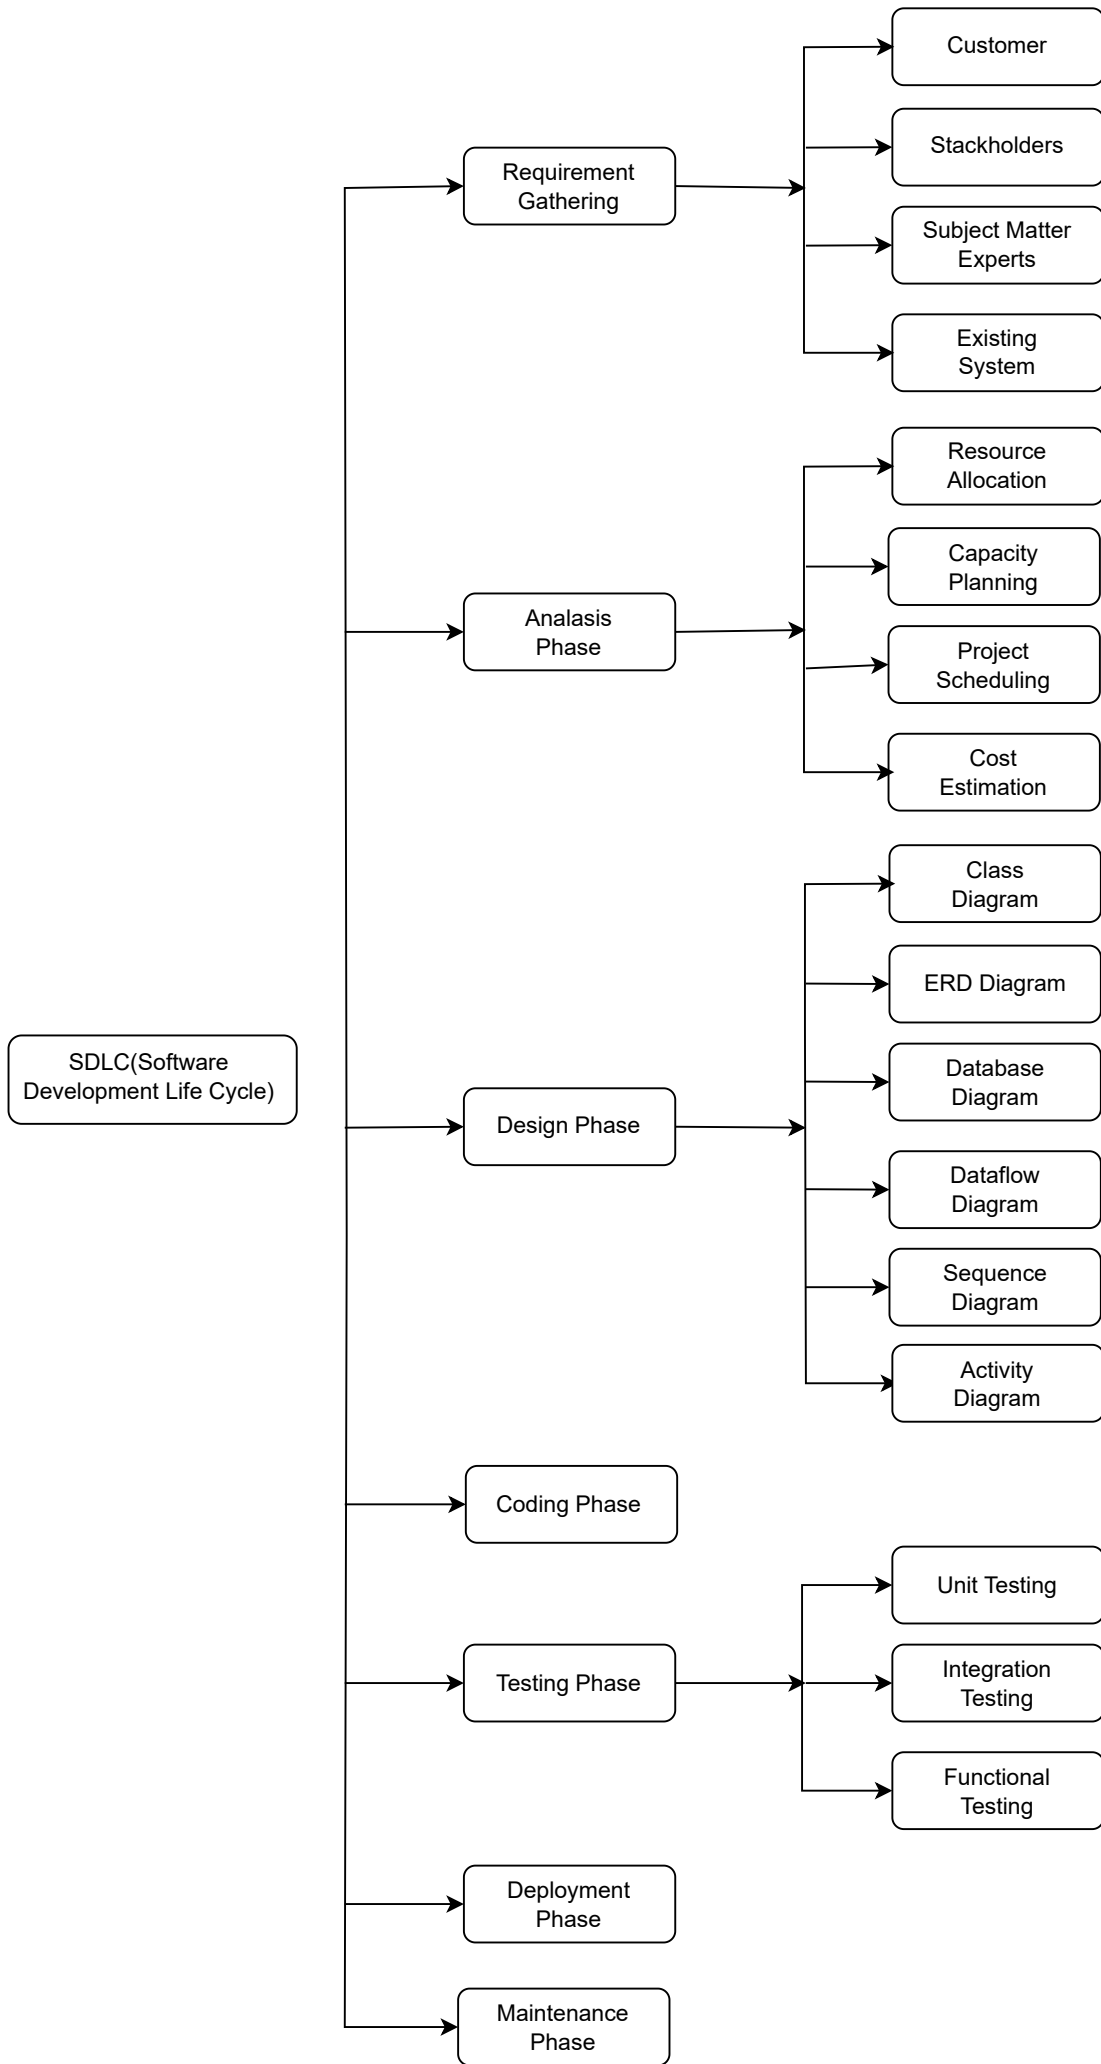 Customer
Stackholders
Requirement
Gathering
Subject Matter
Experts
Existing
System
Resource
Allocation
Capacity
Planning
Analasis
Phase
Project
Scheduling
Cost
Estimation
Class
Diagram
ERD Diagram
SDLC(Software
Development Life Cycle)
Database
Diagram
Design Phase
Dataflow
Diagram
Sequence
Diagram
Activity
Diagram
Coding Phase
Unit Testing
Testing Phase
Integration
Testing
Functional
Testing
Deployment
Phase
Maintenance
Phase